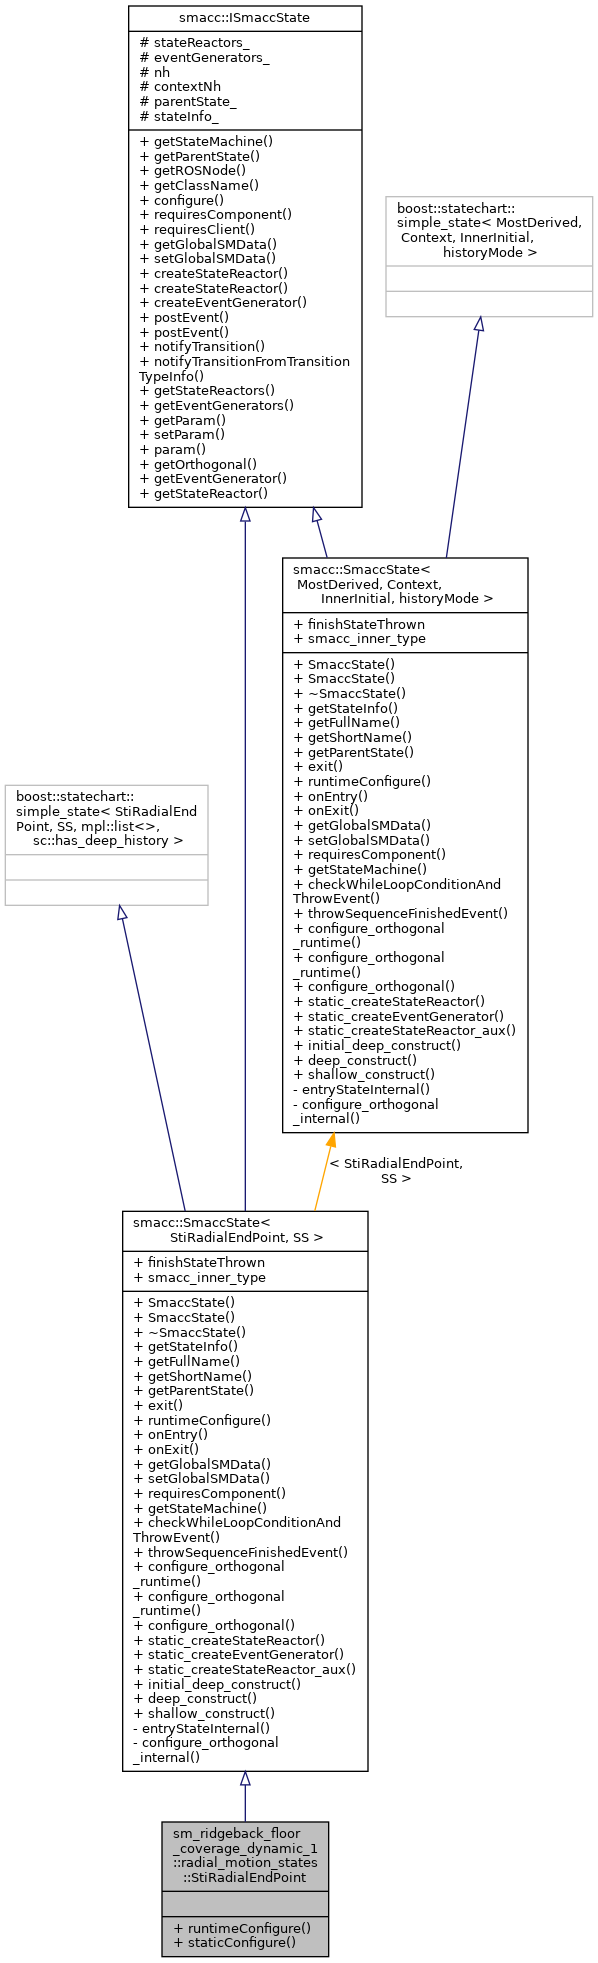 smacc::ISmaccState
# stateReactors_
# eventGenerators_
# nh
# contextNh
# parentState_
# stateInfo_
+ getStateMachine()
+ getParentState()
+ getROSNode()
+ getClassName()
+ configure()
+ requiresComponent()
+ requiresClient()
+ getGlobalSMData()
+ setGlobalSMData()
+ createStateReactor()
+ createStateReactor()
+ createEventGenerator()
+ postEvent()
+ postEvent()
+ notifyTransition()
+ notifyTransitionFromTransition
TypeInfo()
+ getStateReactors()
+ getEventGenerators()
+ getParam()
+ setParam()
+ param()
+ getOrthogonal()
+ getEventGenerator()
+ getStateReactor()
boost::statechart::
simple_state< MostDerived,
Context, InnerInitial,
historyMode >
smacc::SmaccState<
MostDerived, Context,
InnerInitial, historyMode >
+ finishStateThrown
+ smacc_inner_type
+ SmaccState()
+ SmaccState()
+ ~SmaccState()
+ getStateInfo()
+ getFullName()
+ getShortName()
+ getParentState()
+ exit()
+ runtimeConfigure()
+ onEntry()
+ onExit()
+ getGlobalSMData()
+ setGlobalSMData()
+ requiresComponent()
+ getStateMachine()
+ checkWhileLoopConditionAnd
ThrowEvent()
+ throwSequenceFinishedEvent()
+ configure_orthogonal
_runtime()
+ configure_orthogonal
_runtime()
+ configure_orthogonal()
+ static_createStateReactor()
+ static_createEventGenerator()
+ static_createStateReactor_aux()
+ initial_deep_construct()
+ deep_construct()
+ shallow_construct()
- entryStateInternal()
- configure_orthogonal
_internal()
boost::statechart::
simple_state< StiRadialEnd
Point, SS, mpl::list<>,
sc::has_deep_history >
< StiRadialEndPoint,
SS >
smacc::SmaccState<
StiRadialEndPoint, SS >
+ finishStateThrown
+ smacc_inner_type
+ SmaccState()
+ SmaccState()
+ ~SmaccState()
+ getStateInfo()
+ getFullName()
+ getShortName()
+ getParentState()
+ exit()
+ runtimeConfigure()
+ onEntry()
+ onExit()
+ getGlobalSMData()
+ setGlobalSMData()
+ requiresComponent()
+ getStateMachine()
+ checkWhileLoopConditionAnd
ThrowEvent()
+ throwSequenceFinishedEvent()
+ configure_orthogonal
_runtime()
+ configure_orthogonal
_runtime()
+ configure_orthogonal()
+ static_createStateReactor()
+ static_createEventGenerator()
+ static_createStateReactor_aux()
+ initial_deep_construct()
+ deep_construct()
+ shallow_construct()
- entryStateInternal()
- configure_orthogonal
_internal()
sm_ridgeback_floor
_coverage_dynamic_1
::radial_motion_states
::StiRadialEndPoint
+ runtimeConfigure()
+ staticConfigure()